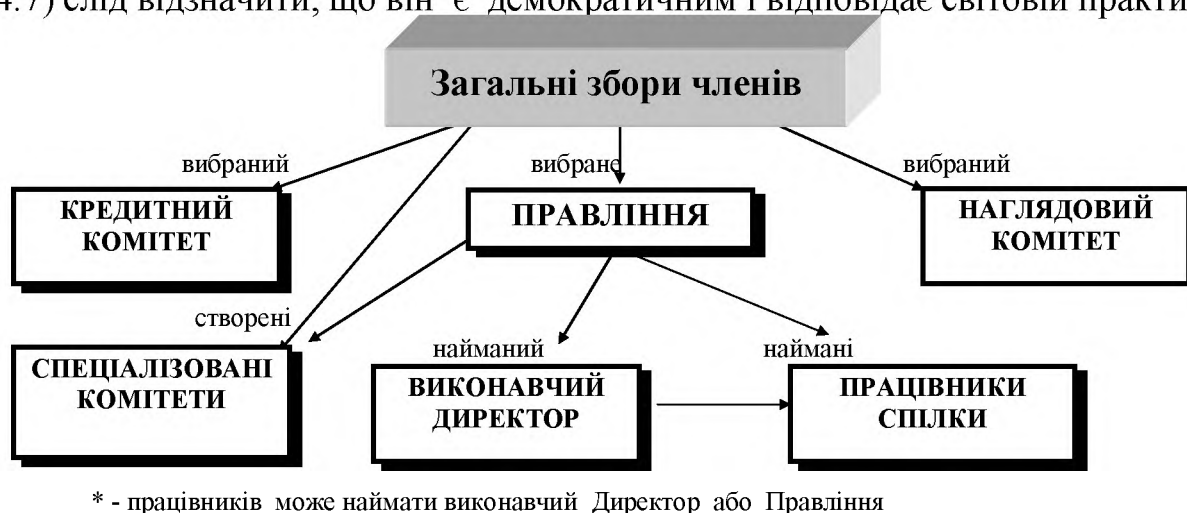 4.7) слід відзначити, що він є демократичним і відповідає світовій практи
Загальні збори членів
вибраний
вибране
вибраний
КРЕДИТНИЙ
КОМІТЕТ
ПРАВЛІННЯ
НАГЛЯДОВИЙ
КОМІТЕТ
створені
найманий
наймані
СПЕЦІАЛІЗОВАНІ
КОМІТЕТИ
ВИКОНАВЧИЙ
ДИРЕКТОР
ПРАЦІВНИКИ
СПІЛКИ
* - працівників може наймати виконавчий Директор або Правління